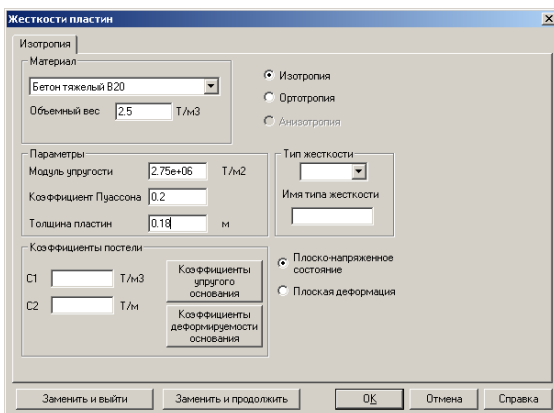 Жесткости пластин
Изотропия
Материал
Бетон тяжелый B20
Объемный вес 2.5 Т/м3
Изотропия
Ортотропия
Анизотропия
Параметры
Модуль упругости 2.75e+06 Т/м2
Коэффициент Пуассона 0.2
Толщина пластин 0.18 м
Тип жесткости
Имя типа жесткости
Коэффициенты постели
C1 Т/м3
C2 Т/м
Коэффициенты
упругого
основания
Коэффициенты
деформируемости
основания
Плоско-напряженное
состояние
Плоская деформация
Заменить и выйти Заменить и продолжить OK Отмена Справка